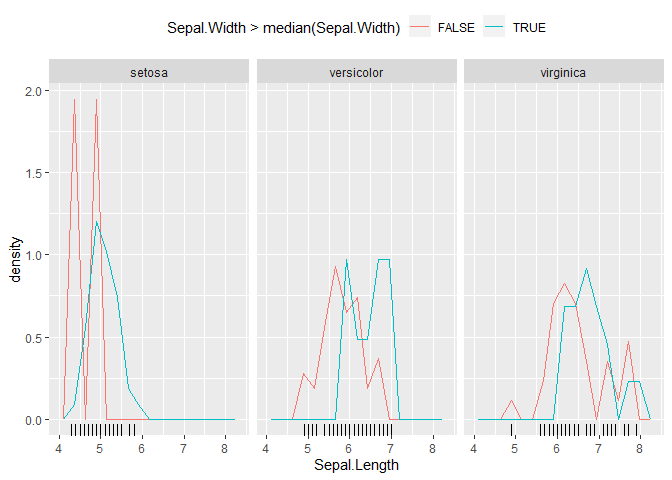 Sepal.Width > median(Sepal.Width) FALSE TRUE
setosa versicolor virginica
2.0
1.5
1.0
0.5
0.0
density
4 5 6 7 8 4 5 6 7 8 4 5 6 7 8
Sepal.Length